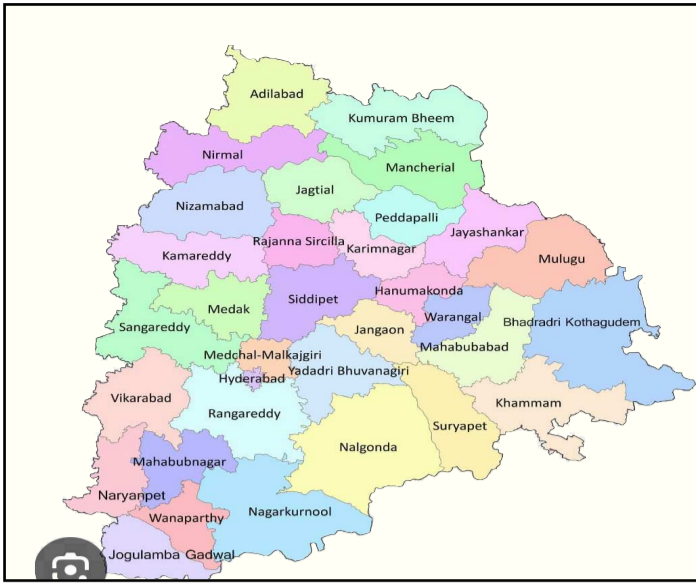 Adilabad
Kumuram Bheem
Nirmal
Mancherial
Jagtial
Nizamabad
Peddapalli
Jayashankar
Rajanna Sircilla
Karimnagar
Kamareddy
Mulugu
Hanumakonda
Siddipet
Medak
Warangal
Bhadradri Kothagudem
Sangareddy
Jangaon
Mahabubabad
Medchal-Malkajgiri
Yadadri Bhuvanagiri
Hyderabad
Vikarabad
Khammam
Rangareddy
Suryapet
Nalgonda
Mahabubnagar
Naryanpet
Nagarkurnool
Wanaparthy
Jogulamba Gadwal